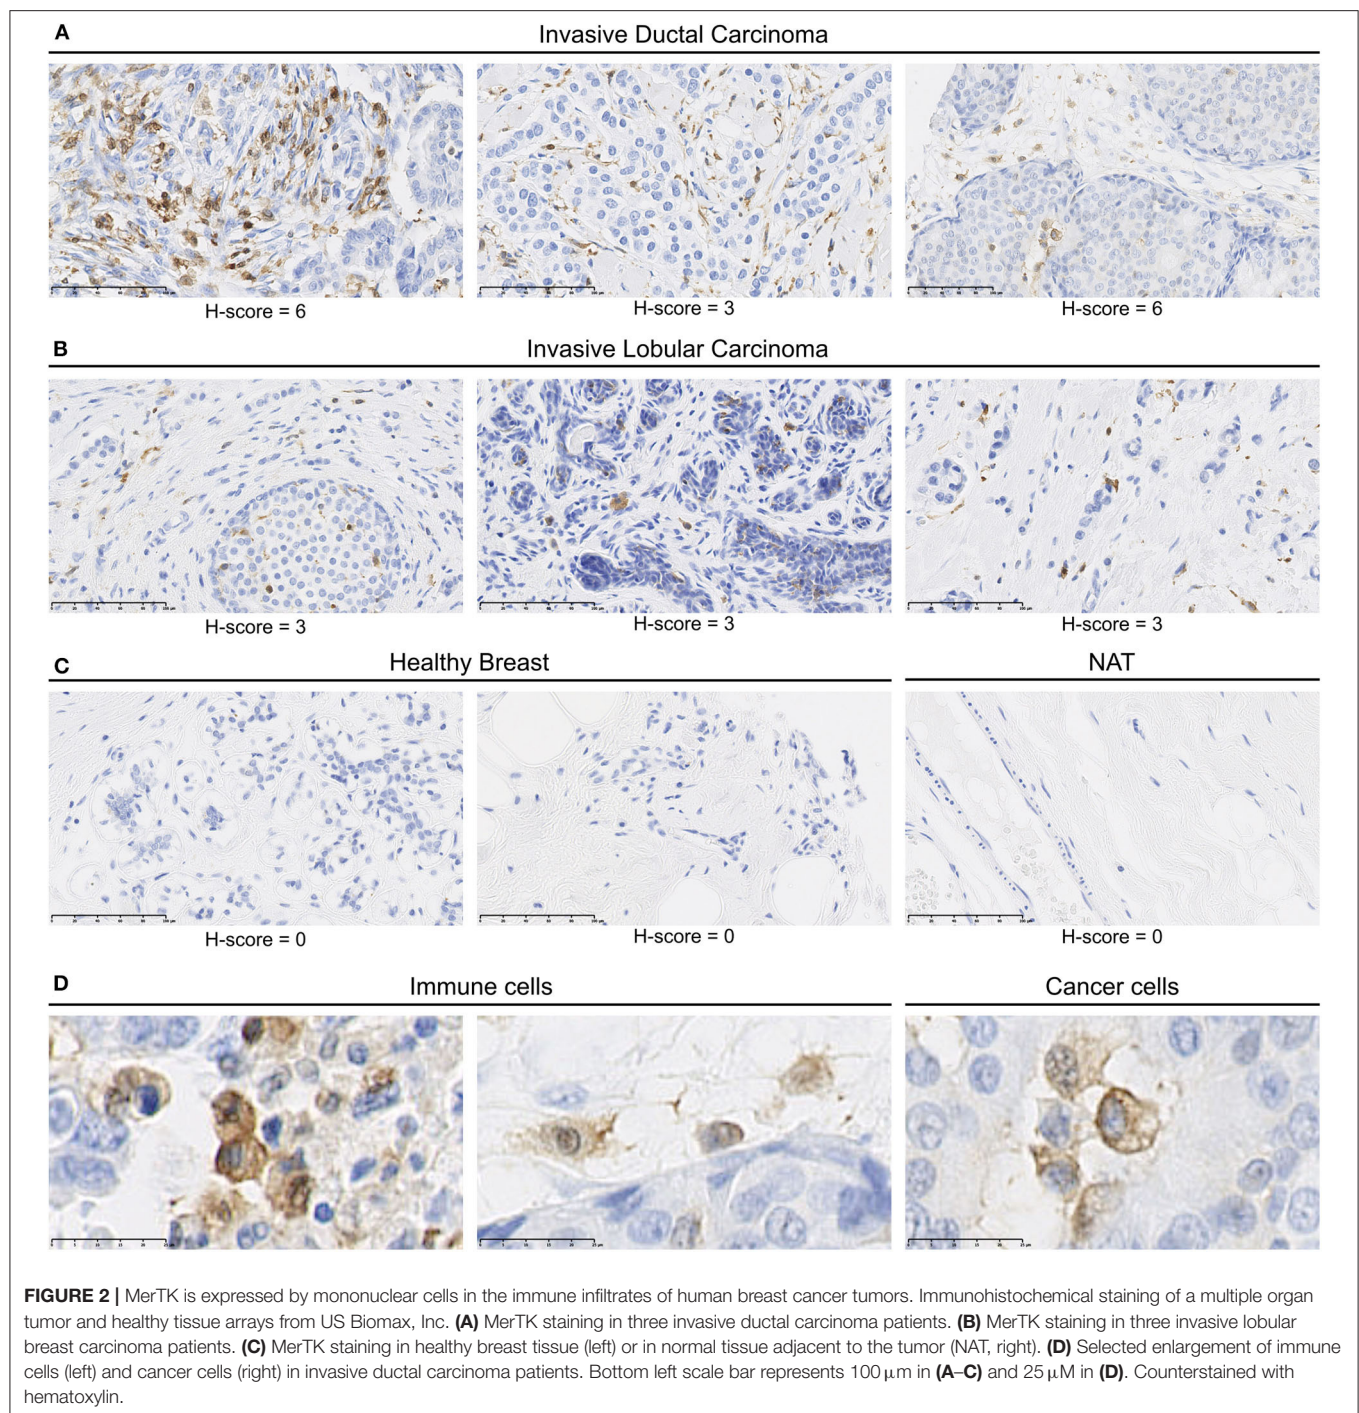 A
Invasive Ductal Carcinoma
H-score = 6
H-score = 3
H-score = 6
B
Invasive Lobular Carcinoma
H-score = 3
H-score = 3
H-score = 3
C
Healthy Breast
NAT
H-score = 0
H-score = 0
H-score = 0
D
Immune cells
Cancer cells
FIGURE 2 | MerTK is expressed by mononuclear cells in the immune infiltrates of human breast cancer tumors. Immunohistochemical staining of a multiple organ
tumor and healthy tissue arrays from US Biomax, Inc. (A) MerTK staining in three invasive ductal carcinoma patients. (B) MerTK staining in three invasive lobular
breast carcinoma patients. (C) MerTK staining in healthy breast tissue (left) or in normal tissue adjacent to the tumor (NAT, right). (D) Selected enlargement of immune
cells (left) and cancer cells (right) in invasive ductal carcinoma patients. Bottom left scale bar represents 100 μm in (A–C) and 25 μM in (D). Counterstained with
hematoxylin.